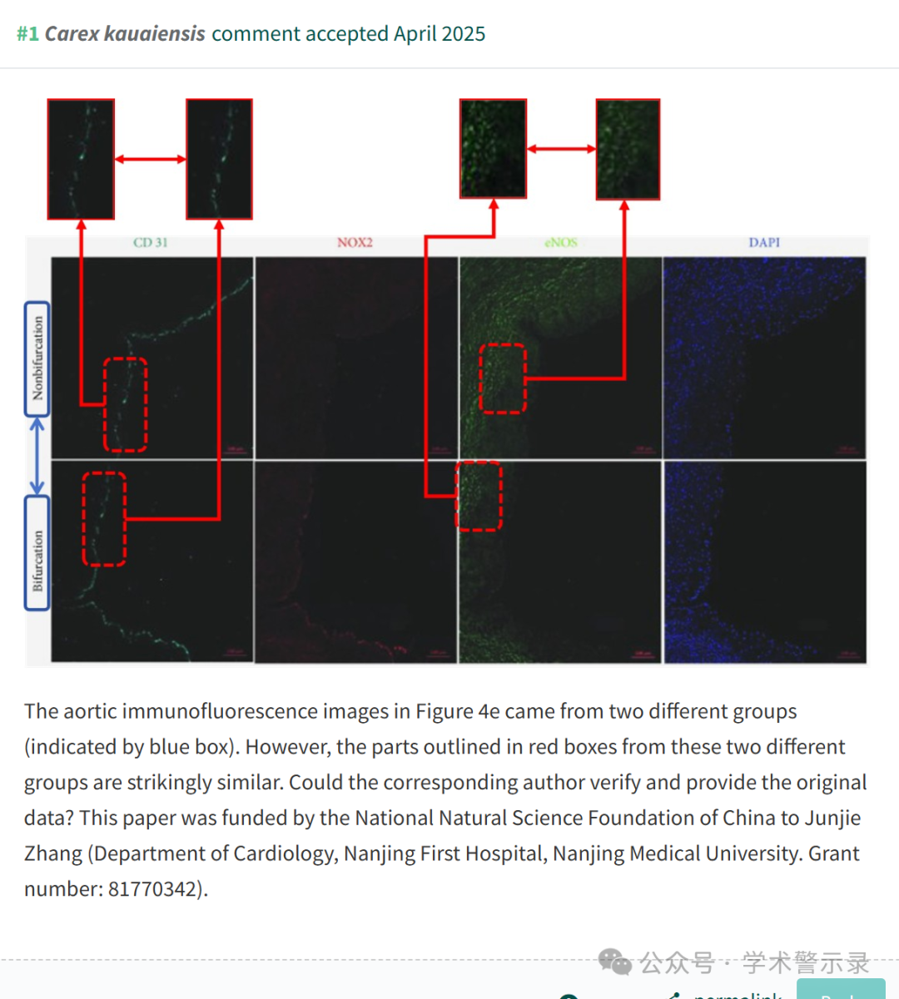 #1 Carex kauaiensis comment accepted April 2025
CD 31 NOX2 eNOS DAPI
Nonbifurcation
Bifurcation
The aortic immunofluorescence images in Figure 4e came from two different groups
(indicated by blue box). However, the parts outlined in red boxes from these two different
groups are strikingly similar. Could the corresponding author verify and provide the original
data? This paper was funded by the National Natural Science Foundation of China to Junjie
Zhang (Department of Cardiology, Nanjing First Hospital, Nanjing Medical University. Grant
number: 81770342).
公众号 · 学术警示录
permalink